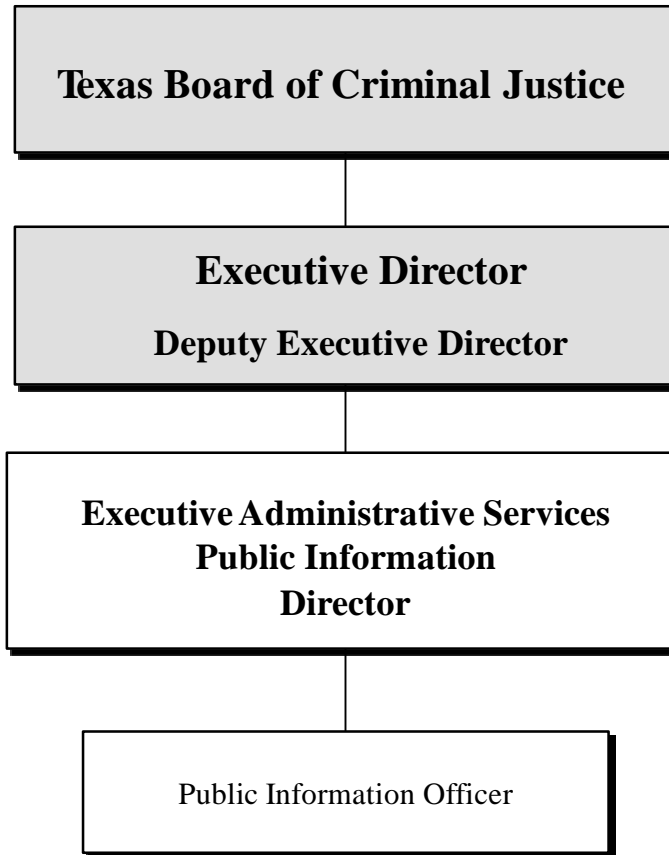 Texas Board of Criminal Justice
Executive Director
Deputy Executive Director
Executive Administrative Services
Public Information
Director
Public Information Officer